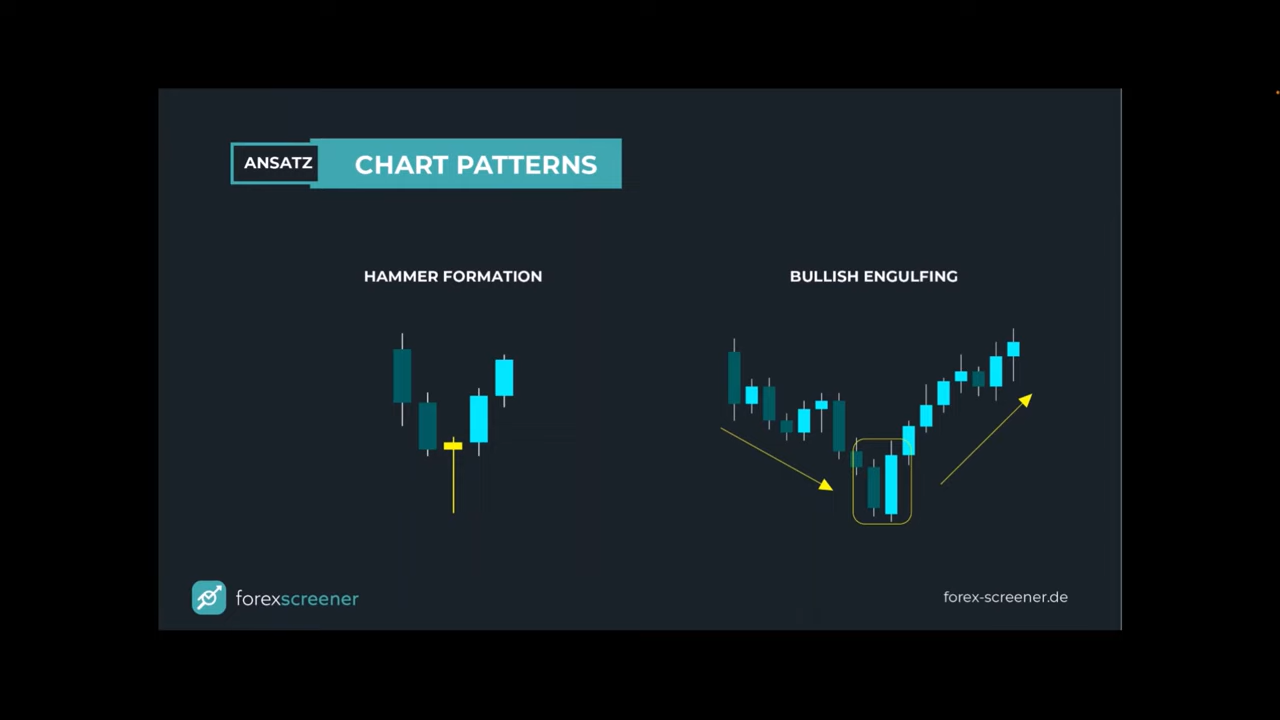 ANSATZ CHART PATTERNS
HAMMER FORMATION
BULLISH ENGULFING
forexscreener
forex-screener.de